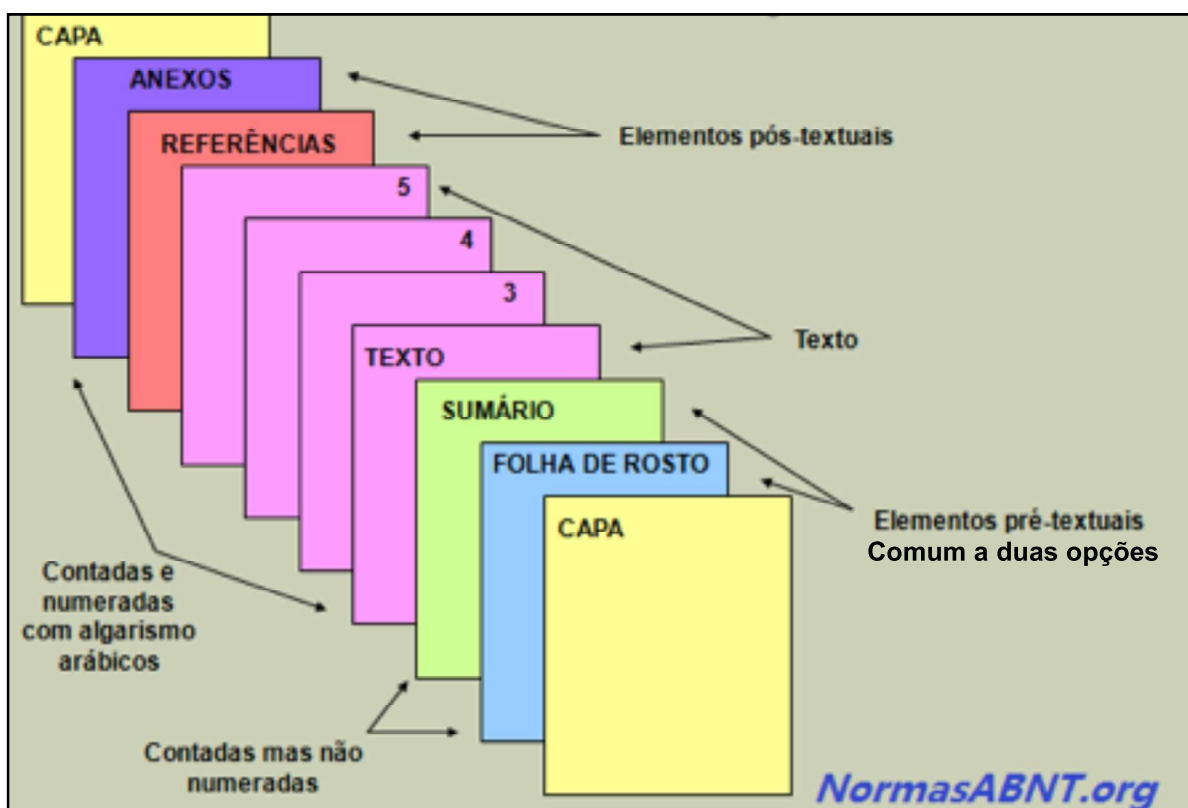 CAPA
ANEXOS
Elementos pós-textuais
REFERÊNCIAS
5
4
3
Texto
TEXTO
SUMÁRIO
FOLHA DE ROSTO
Elementos pré-textuais
Comum a duas opções
CAPA
Contadas e
numeradas
com algarismo
arábicos
Contadas mas não
numeradas
NormasABNT.org